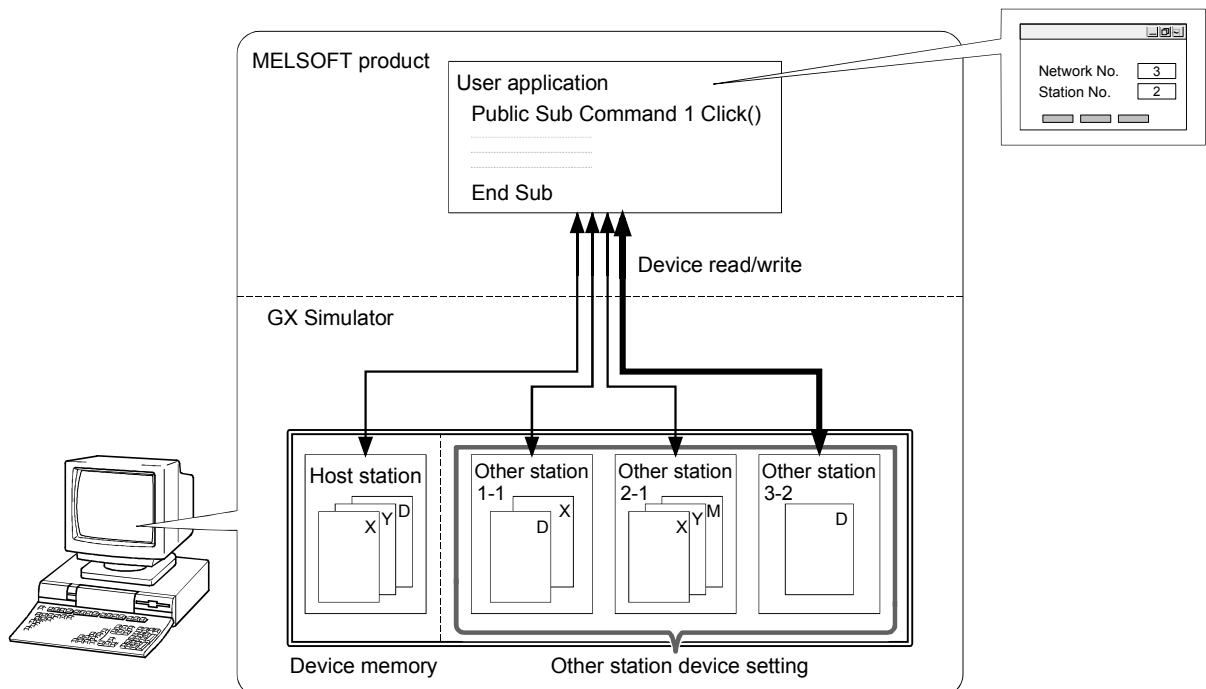 MELSOFT product
User application
Public Sub Command 1 Click()
End Sub
Network No. 3
Station No. 2
Device read/write
GX Simulator
Host station
X Y D
Other station
1-1
D X
Other station
2-1
X Y M
Other station
3-2
D
Device memory
Other station device setting